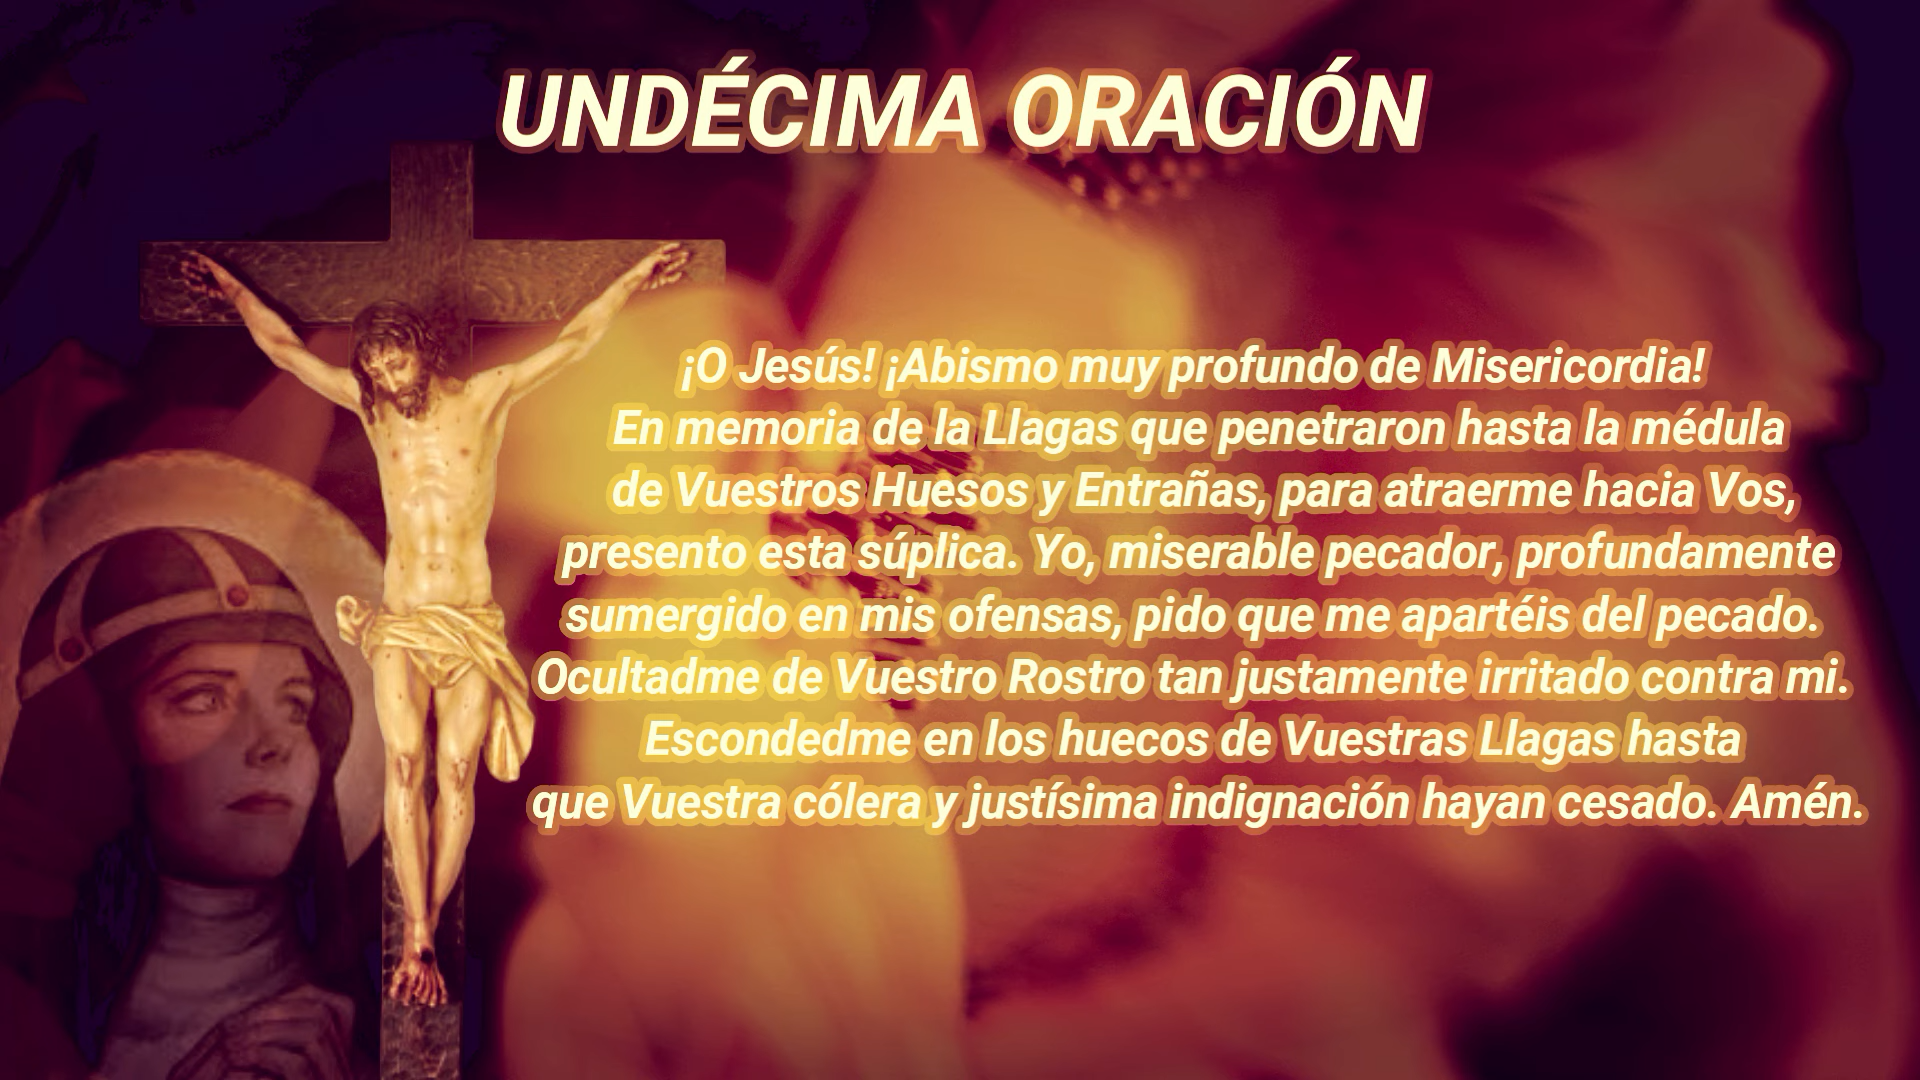 UNDÉCIMA ORACIÓN
¡O Jesús! ¡Abismo muy profundo de Misericordia!
En memoria de la Llagas que penetraron hasta la médula
de Vuestros Huesos y Entrañas, para atraerme hacia Vos,
presento esta súplica. Yo, miserable pecador, profundamente
sumergido en mis ofensas, pido que me apartéis del pecado.
Ocultadme de Vuestro Rostro tan justamente irritado contra mi.
Escondedme en los huecos de Vuestras Llagas hasta
que Vuestra cólera y justísima indignación hayan cesado. Amén.